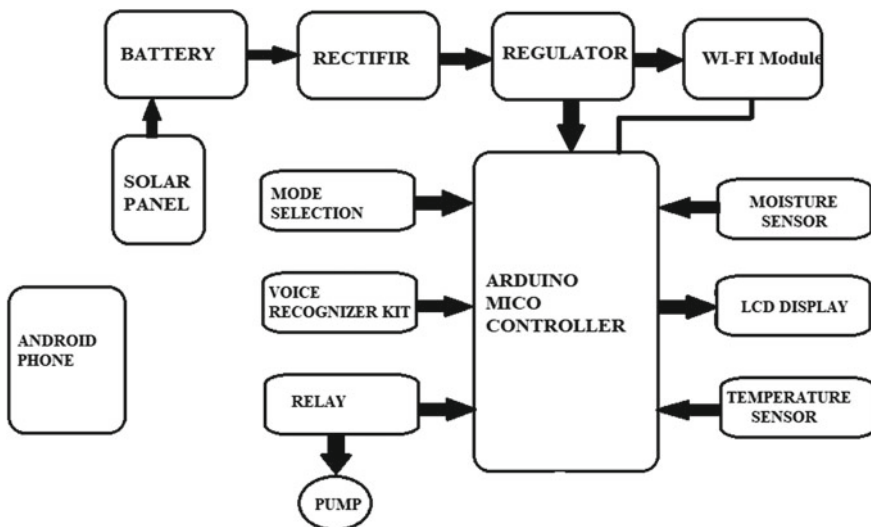 BATTERY
RECTIFIR
REGULATOR
WI-FI Module
SOLAR
PANEL
MODE
SELECTION
MOISTURE
SENSOR
VOICE
RECOGNIZER KIT
ARDUINO
MICO
CONTROLLER
LCD DISPLAY
ANDROID
PHONE
RELAY
TEMPERATURE
SENSOR
PUMP